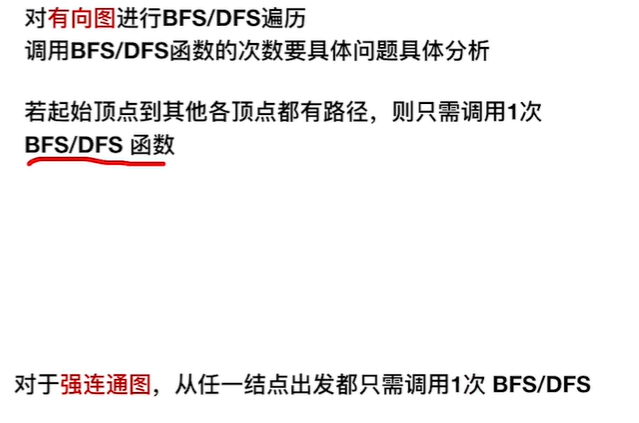 对有向图进行BFS/DFS遍历
调用BFS/DFS函数的次数要具体问题具体分析
若起始顶点到其他各顶点都有路径，则只需调用1次
BFS/DFS 函数
对于强连通图，从任一结点出发都只需调用1次 BFS/DFS